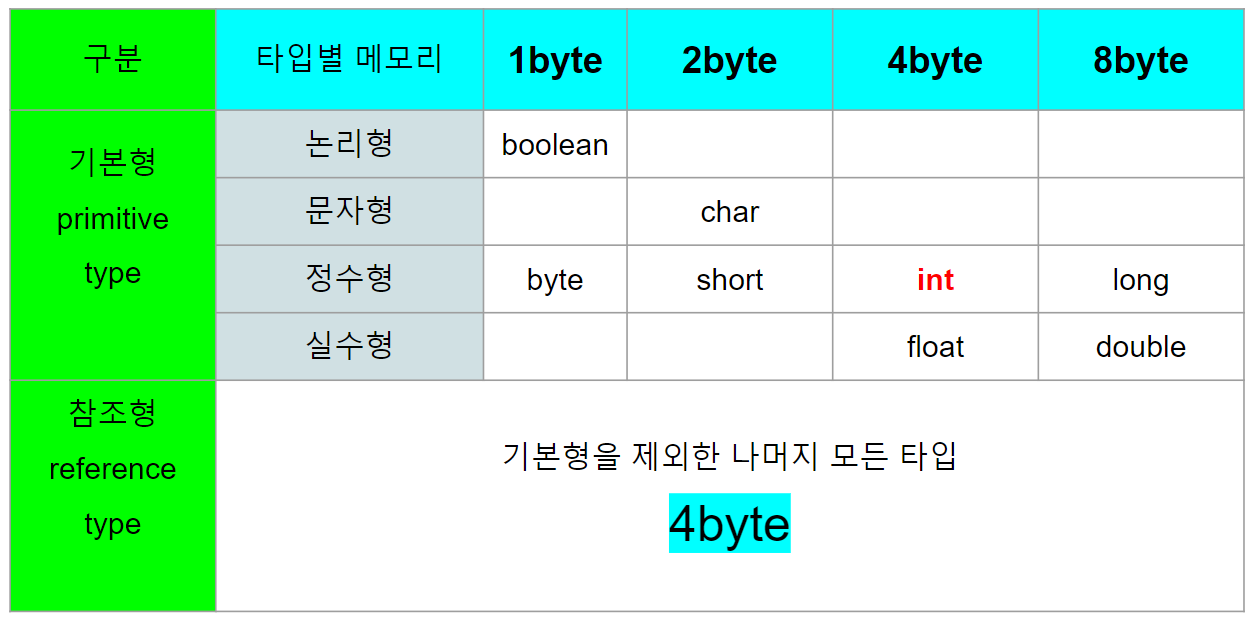 구분 타입별 메모리 1byte 2byte 4byte 8byte
기본형
primitive
type
논리형 boolean
문자형 char
정수형 byte short int long
실수형 float double
참조형
reference
type
기본형을 제외한 나머지 모든 타입
4byte